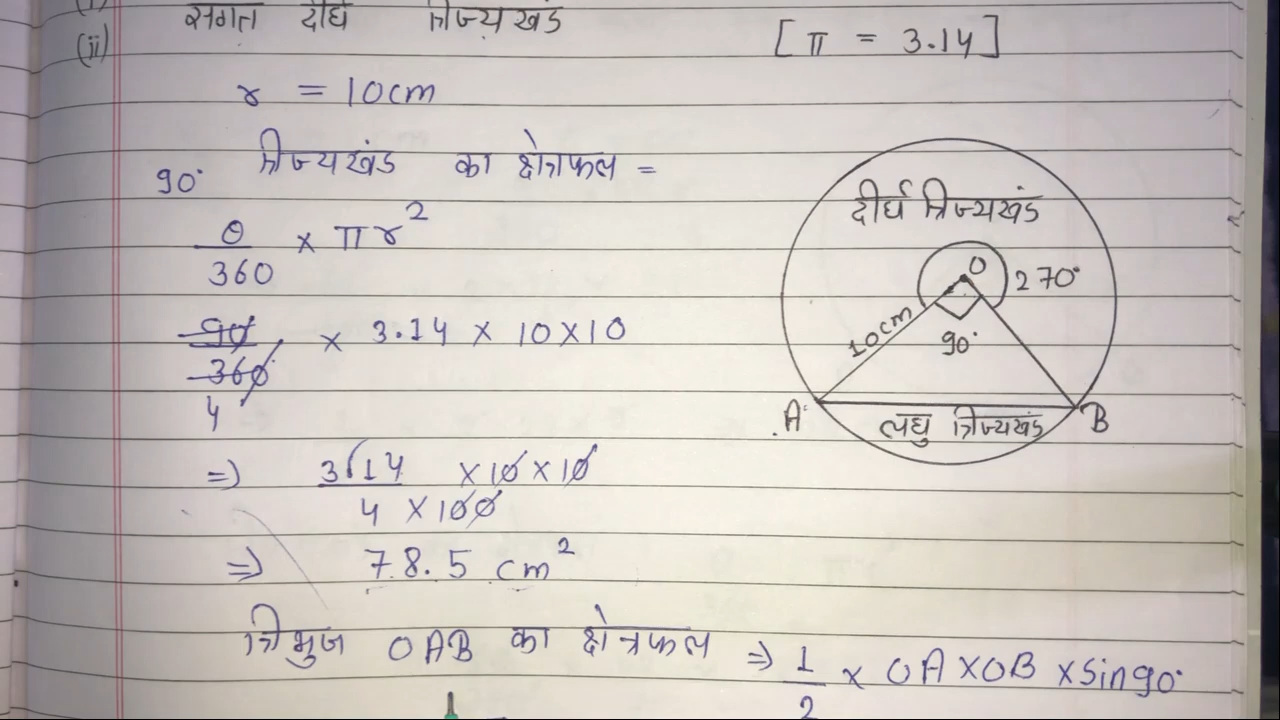 (ii) संगत दीर्घ त्रिज्यखंड
[π = 3.14]
r = 10cm
90° त्रिज्यखंड का क्षेत्रफल =
θ/360 × πr²
90/360 × 3.14 × 10×10
4
⇒ 314/4×100 ×10×10
⇒ 78.5 cm²
त्रिभुज OAB का क्षेत्रफल ⇒ 1/2 × OA×OB×Sin90°
दीर्घ त्रिज्यखंड
O
270°
10cm
90°
A
B
लघु त्रिज्यखंड